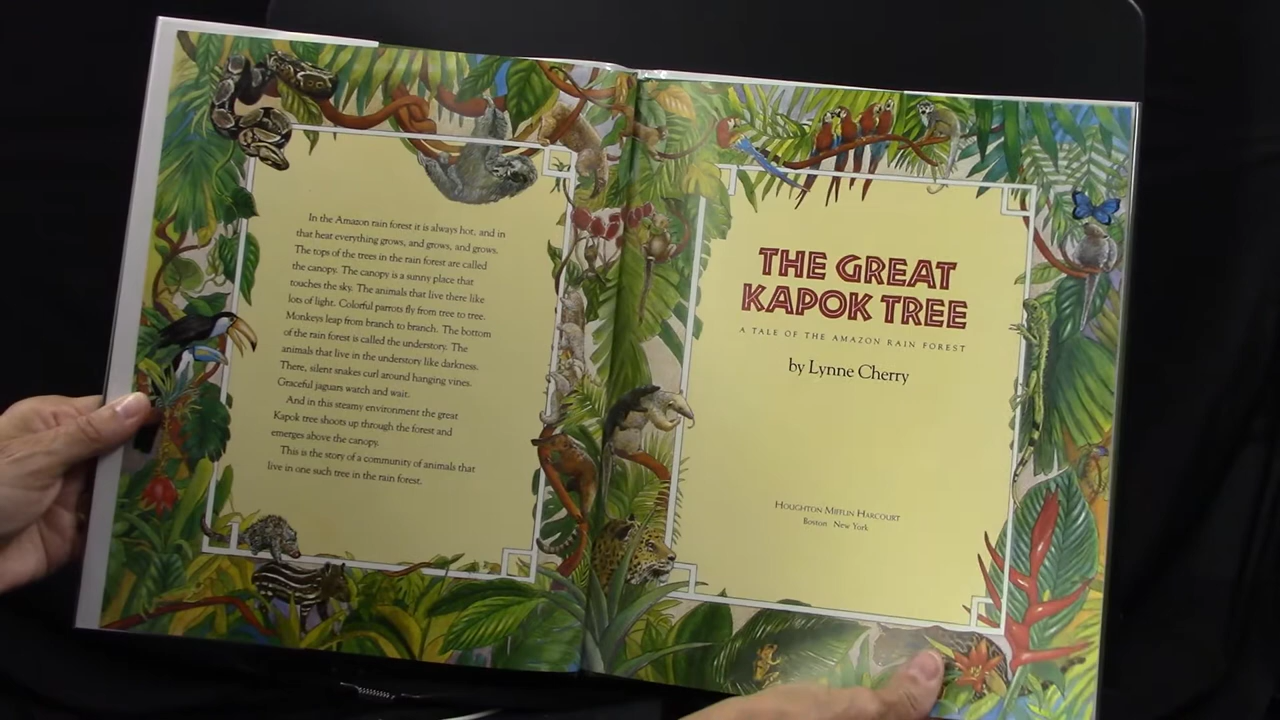 In the Amazon rain forest it is always hot, and in
that heat everything grows, and grows, and grows.
The tops of the trees in the rain forest are called
the canopy. The canopy is a sunny place that
touches the sky. The animals that live there like
lots of light. Colorful parrots fly from tree to tree.
Monkeys leap from branch to branch. The bottom
of the rain forest is called the understory. The
animals that live in the understory like darkness.
There, silent snakes curl around hanging vines.
Graceful jaguars watch and wait.
And in this steamy environment the great
Kapok tree shoots up through the forest and
emerges above the canopy.
This is the story of a community of animals that
live in one such tree in the rain forest.
THE GREAT
KAPOK TREE
A TALE OF THE AMAZON RAIN FOREST
by Lynne Cherry
HOUGHTON MIFFLIN HARCOURT
Boston New York